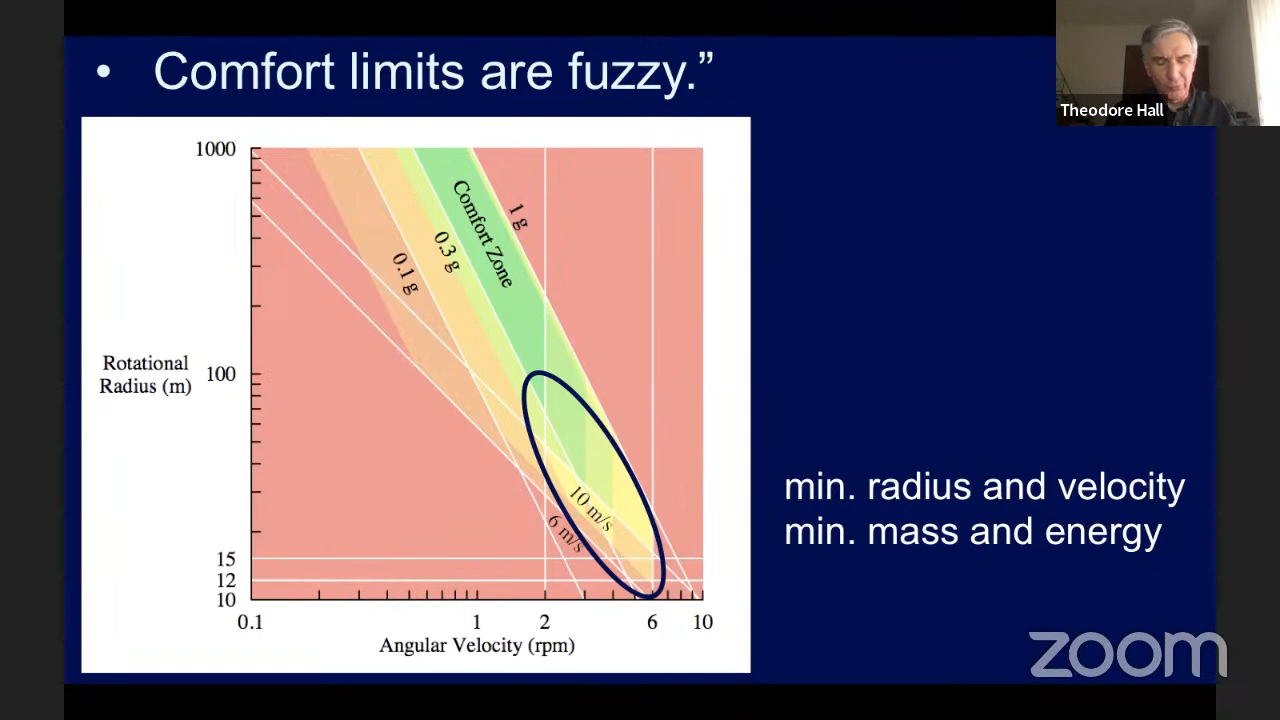 • Comfort limits are fuzzy.”
Theodore Hall
1000
Comfort Zone
1 g
0.3 g
0.1 g
Rotational
Radius (m)
100
10 m/s
6 m/s
min. radius and velocity
min. mass and energy
15
12
10
0.1
1
2
6
10
Angular Velocity (rpm)
zoom